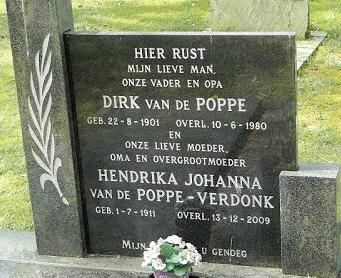 HIER RUST
MIJN LIEVE MAN,
ONZE VADER EN OPA
DIRK VAN DE POPPE
GEB. 22-8-1901 OVERL. 10-6-1980
EN
ONZE LIEVE MOEDER,
OMA EN OVERGROOTMOEDER
HENDRIKA JOHANNA
VAN DE POPPE-VERDONK
GEB. 1-7-1911 OVERL. 13-12-2009
MIJN U GENOEG